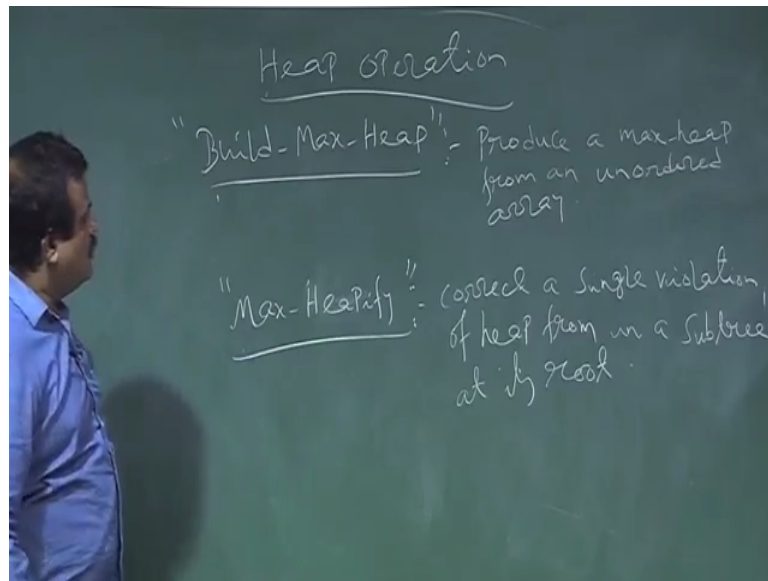 Heap operation
"Build-Max-Heap" :- Produce a max-heap
from an unordered
array.
"Max-Heapify" :- correct a single violation,
of heap from in a subtree
at its root.